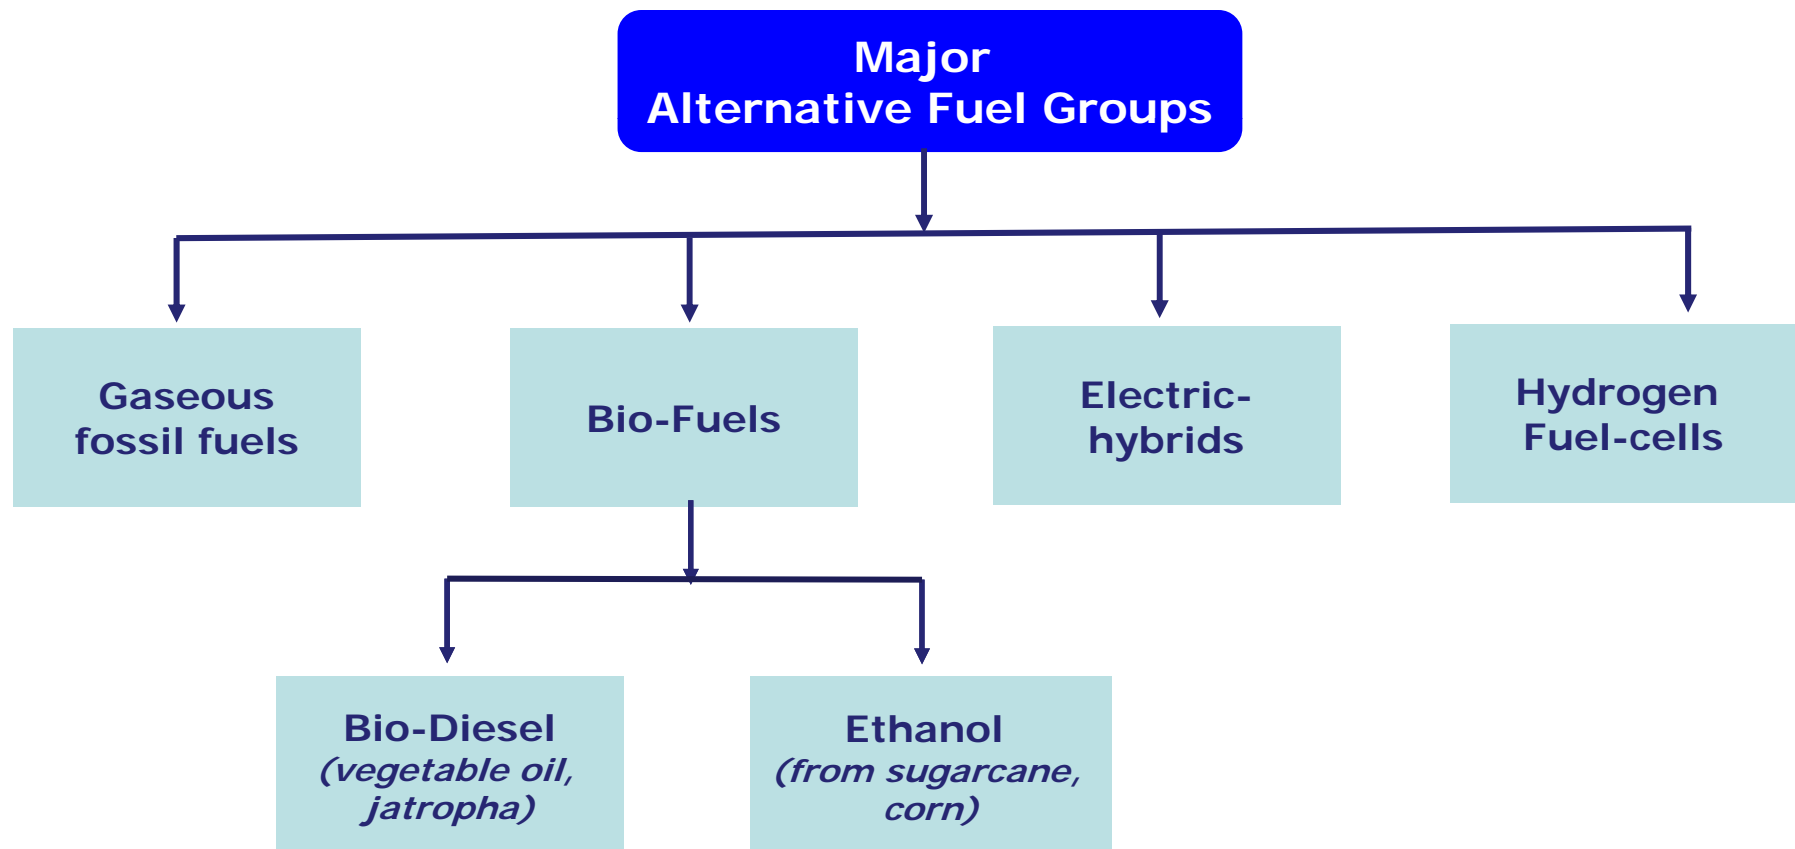 Major
Alternative Fuel Groups
Gaseous
fossil fuels
Bio-Fuels
Electric-
hybrids
Hydrogen
Fuel-cells
Bio-Diesel
(vegetable oil,
jatropha)
Ethanol
(from sugarcane,
corn)